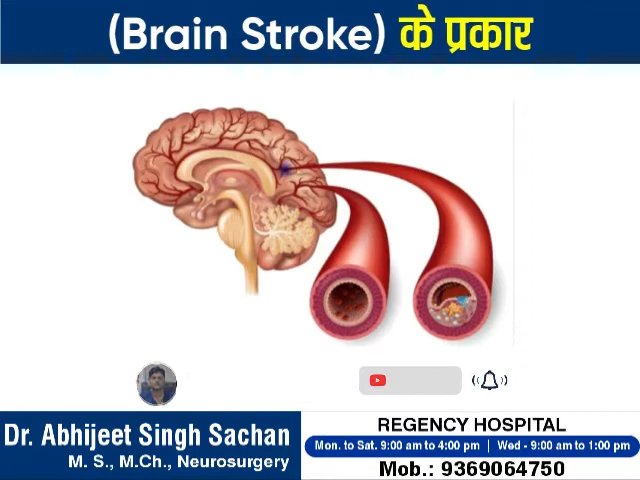 (Brain Stroke) के प्रकार
Dr. Abhijeet Singh Sachan
M. S., M.Ch., Neurosurgery
REGENCY HOSPITAL
Mon. to Sat. 9:00 am to 4:00 pm | Wed - 9:00 am to 1:00 pm
Mob.: 9369064750